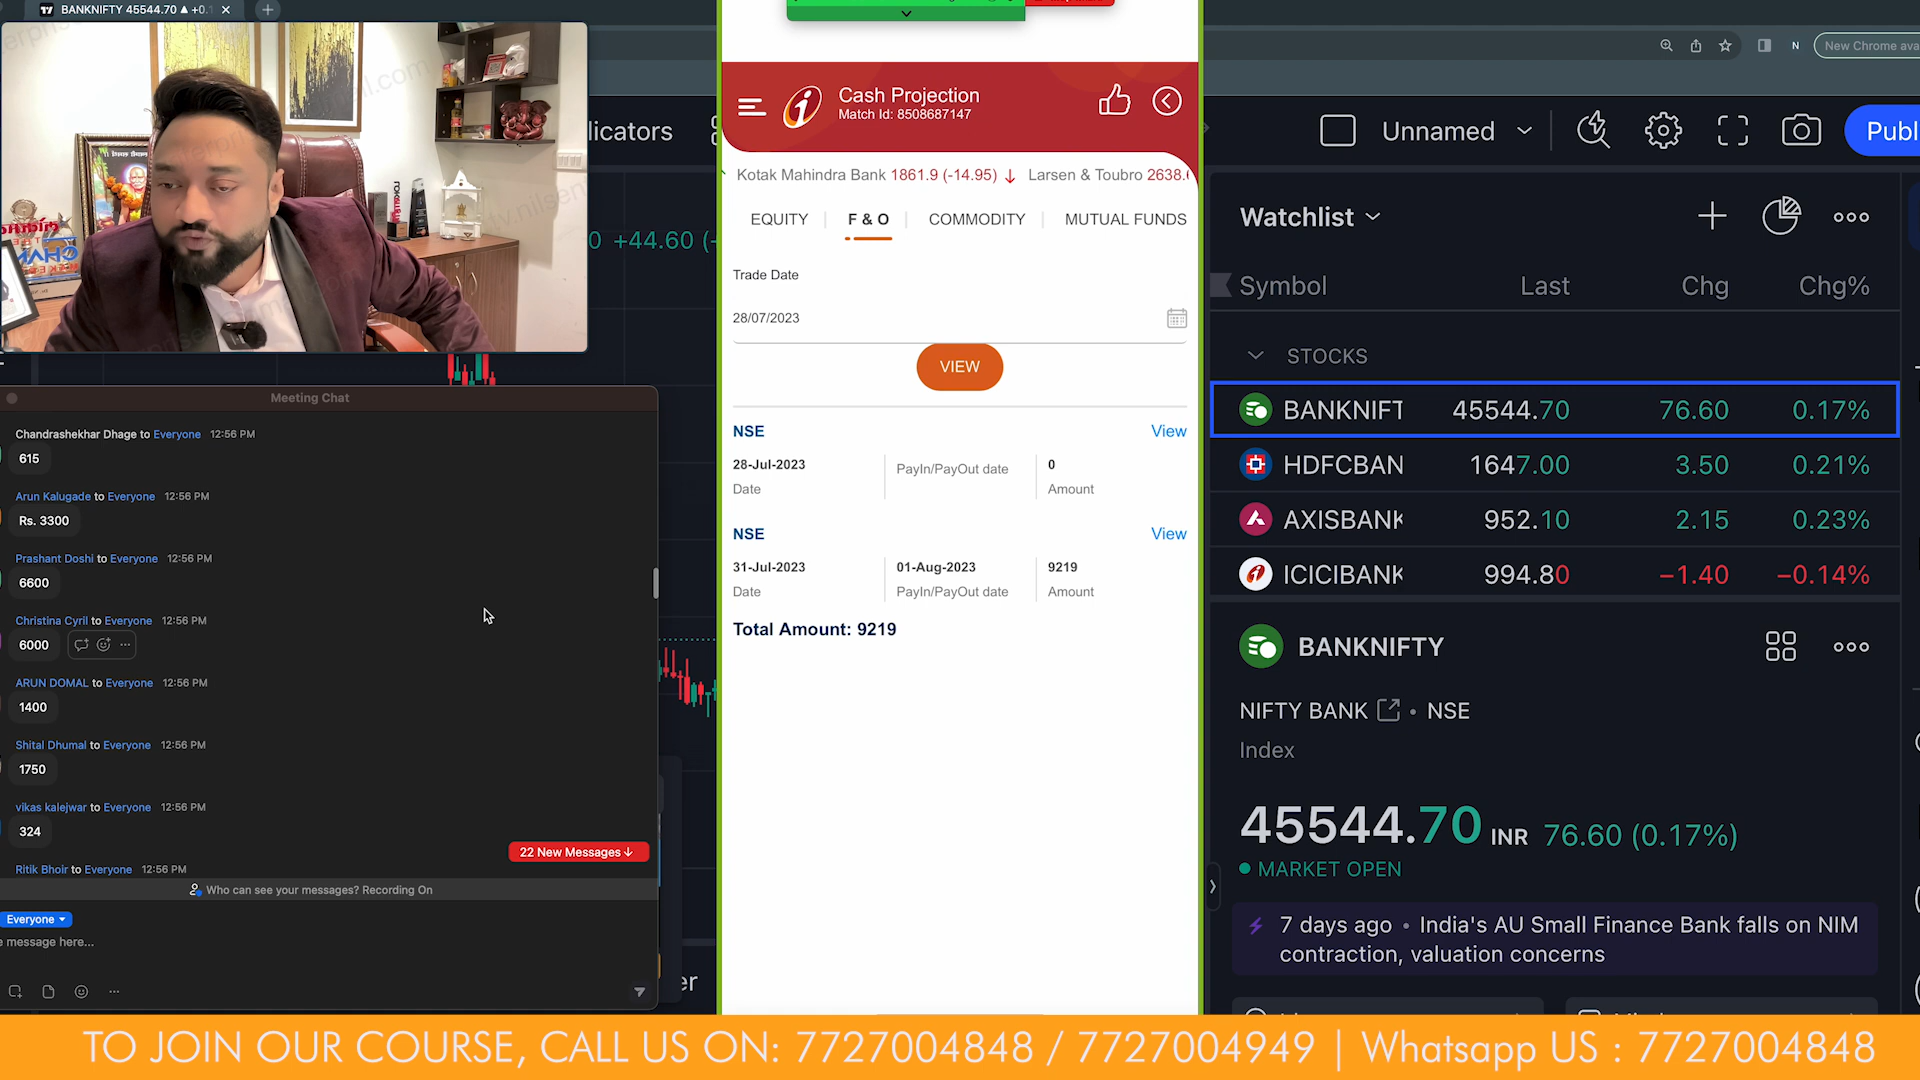 BANKNIFTY 45544.70 ▲ +0.1
New Chrome ava
licators
Unnamed
Publ
0 +44.60 (
Cash Projection
Match Id: 8508687147
Kotak Mahindra Bank 1861.9 (-14.95) ↓ Larsen & Toubro 2638.
EQUITY
F & O
COMMODITY
MUTUAL FUNDS
Trade Date
28/07/2023
VIEW
NSE
View
28-Jul-2023
PayIn/PayOut date
0
Date
Amount
NSE
View
31-Jul-2023
01-Aug-2023
9219
Date
PayIn/PayOut date
Amount
Total Amount: 9219
Meeting Chat
Chandrashekhar Dhage to Everyone 12:56 PM
615
Arun Kalugade to Everyone 12:56 PM
Rs. 3300
Prashant Doshi to Everyone 12:56 PM
6600
Christina Cyril to Everyone 12:56 PM
6000
ARUN DOMAL to Everyone 12:56 PM
1400
Shital Dhumal to Everyone 12:56 PM
1750
vikas kalejwar to Everyone 12:56 PM
324
22 New Messages ↓
Ritik Bhoir to Everyone 12:56 PM
Who can see your messages? Recording On
Everyone
e message here...
er
Watchlist
Symbol Last Chg Chg%
STOCKS
BANKNIFT 45544.70 76.60 0.17%
HDFCBAN 1647.00 3.50 0.21%
AXISBANK 952.10 2.15 0.23%
ICICIBANK 994.80 −1.40 −0.14%
BANKNIFTY
NIFTY BANK • NSE
Index
45544.70 INR 76.60 (0.17%)
MARKET OPEN
7 days ago • India's AU Small Finance Bank falls on NIM
contraction, valuation concerns
TO JOIN OUR COURSE, CALL US ON: 7727004848 / 7727004949 | Whatsapp US : 7727004848